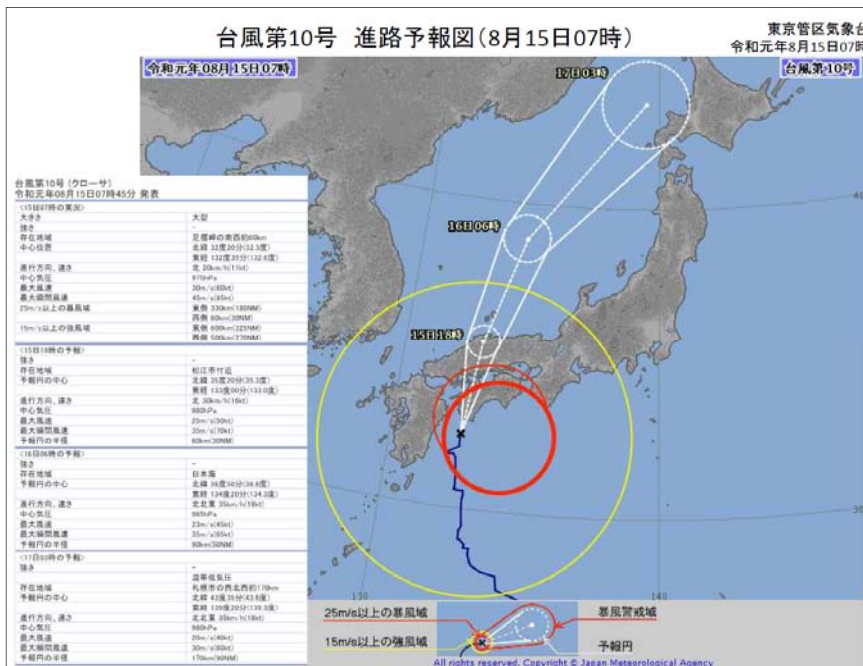 台風第10号 進路予報図(8月15日07時)
東京管区気象台
令和元年8月15日07時
令和元年08月15日07時
台風第10号
17日03時
16日06時
15日18時
40
30
130
140
台風第10号 (クローサ)
令和元年08月15日07時45分 発表
<15日07時の実況>
大きさ 大型
強さ -
存在地域 足摺岬の南西約60km
中心位置 北緯 32度20分(32.3度)
東経 132度35分(132.6度)
進行方向、速さ 北 20km/h(11kt)
中心気圧 975hPa
最大風速 30m/s(60kt)
最大瞬間風速 45m/s(85kt)
25m/s以上の暴風域 東側 330km(180NM)
西側 60km(30NM)
15m/s以上の強風域 東側 600km(325NM)
西側 500km(270NM)
<15日18時の予報>
強さ -
存在地域 松江市付近
予報円の中心 北緯 35度20分(35.3度)
東経 133度00分(133.0度)
進行方向、速さ 北 30km/h(16kt)
中心気圧 980hPa
最大風速 25m/s(50kt)
最大瞬間風速 35m/s(70kt)
予報円の半径 60km(30NM)
<16日06時の予報>
強さ -
存在地域 日本海
予報円の中心 北緯 38度50分(38.8度)
東経 134度20分(134.3度)
進行方向、速さ 北北東 35km/h(18kt)
中心気圧 985hPa
最大風速 23m/s(45kt)
最大瞬間風速 35m/s(65kt)
予報円の半径 90km(50NM)
<17日03時の予報>
強さ -
温帯低気圧
存在地域 札幌市の西北西約170km
予報円の中心 北緯 43度35分(43.6度)
東経 139度20分(139.3度)
進行方向、速さ 北北東 35km/h(18kt)
中心気圧 988hPa
最大風速 20m/s(40kt)
最大瞬間風速 30m/s(60kt)
予報円の半径 170km(90NM)
25m/s以上の暴風域
暴風警戒域
15m/s以上の強風域
予報円
All rights reserved. Copyright © Japan Meteorological Agency